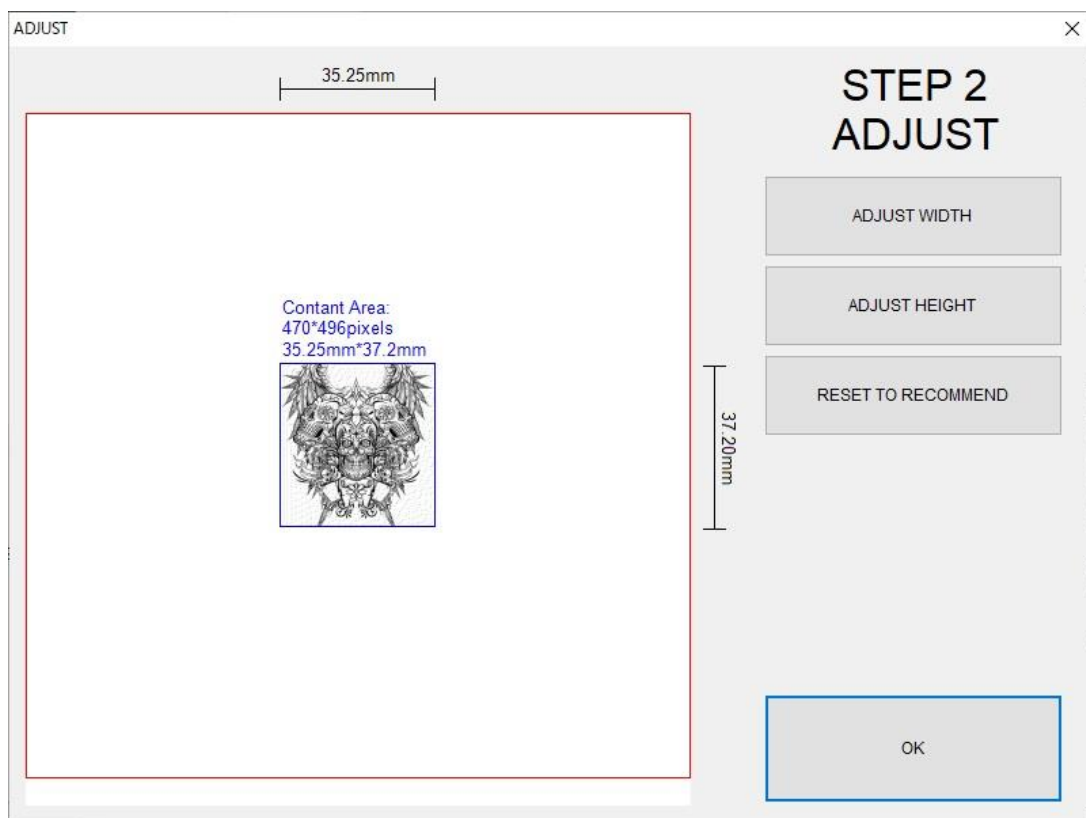 ADJUST
35.25mm
STEP 2
ADJUST
ADJUST WIDTH
ADJUST HEIGHT
RESET TO RECOMMEND
Contant Area:
470*496pixels
35.25mm*37.2mm
37.20mm
OK